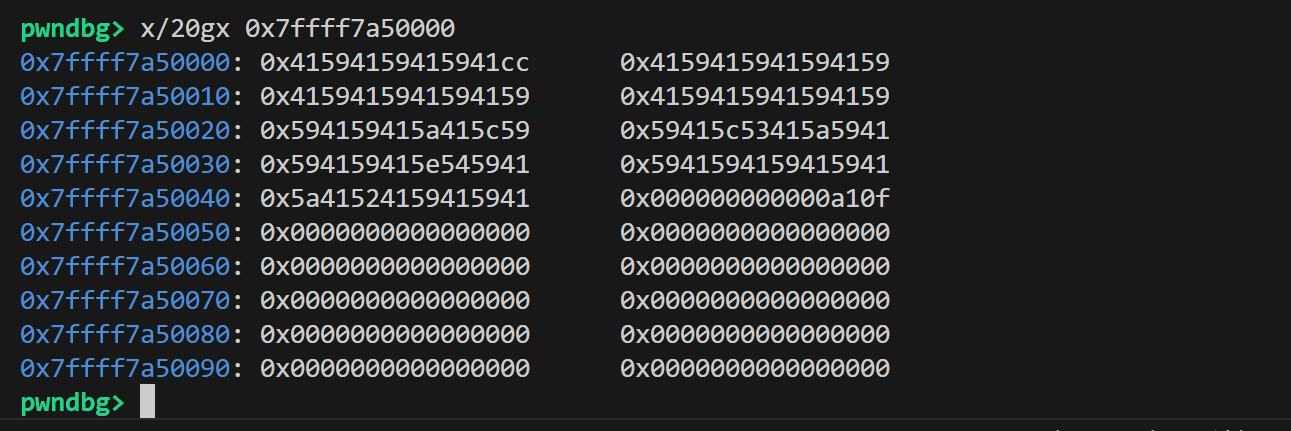 pwndbg> x/20gx 0x7ffff7a50000
0x7ffff7a50000: 0x41594159415941cc 0x4159415941594159
0x7ffff7a50010: 0x4159415941594159 0x4159415941594159
0x7ffff7a50020: 0x594159415a415c59 0x59415c53415a5941
0x7ffff7a50030: 0x594159415e545941 0x5941594159415941
0x7ffff7a50040: 0x5a41524159415941 0x000000000000a10f
0x7ffff7a50050: 0x0000000000000000 0x0000000000000000
0x7ffff7a50060: 0x0000000000000000 0x0000000000000000
0x7ffff7a50070: 0x0000000000000000 0x0000000000000000
0x7ffff7a50080: 0x0000000000000000 0x0000000000000000
0x7ffff7a50090: 0x0000000000000000 0x0000000000000000
pwndbg>